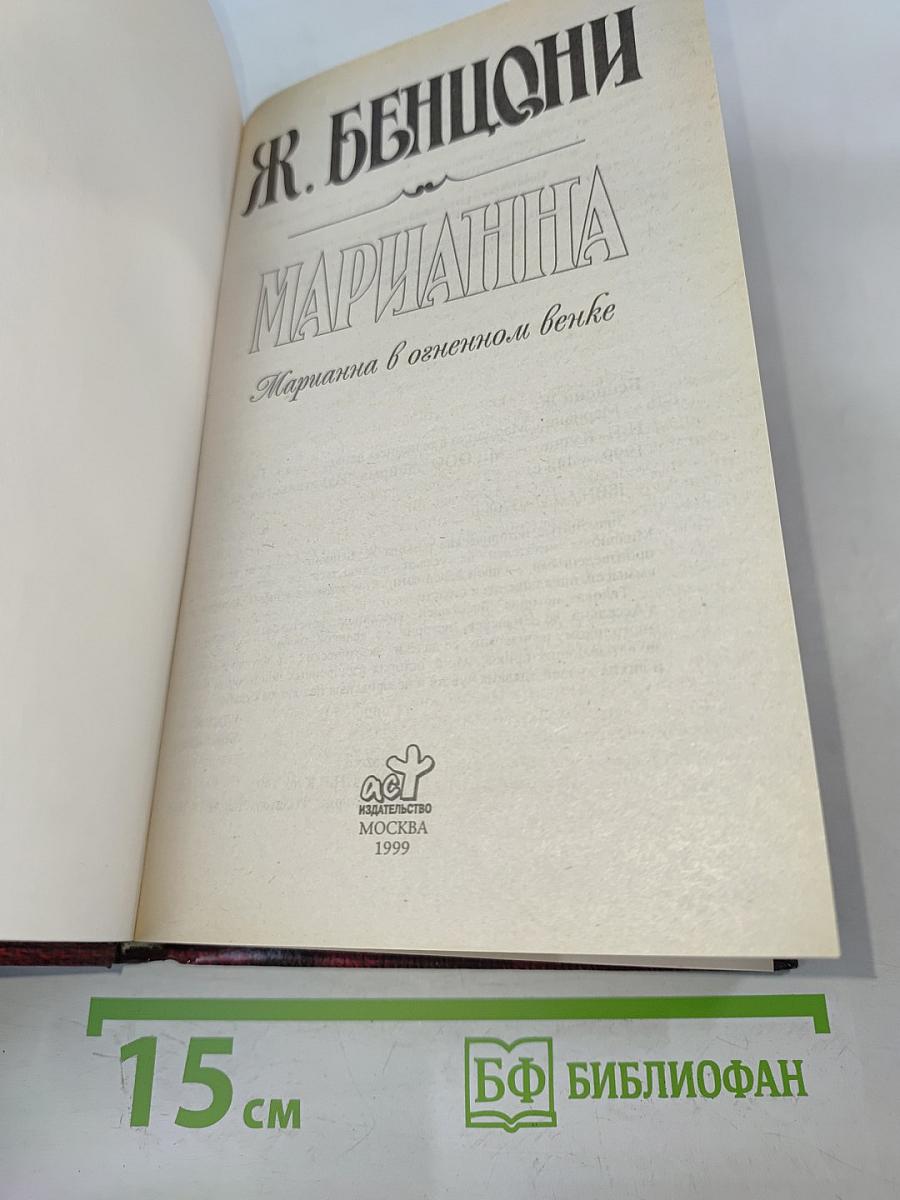 Ж. БЕНЦОНИ
МАРИАННА
Марианна в огненном венке
аст
ИЗДАТЕЛЬСТВО
МОСКВА
1999
15 см
БФ БИБЛИОФАН